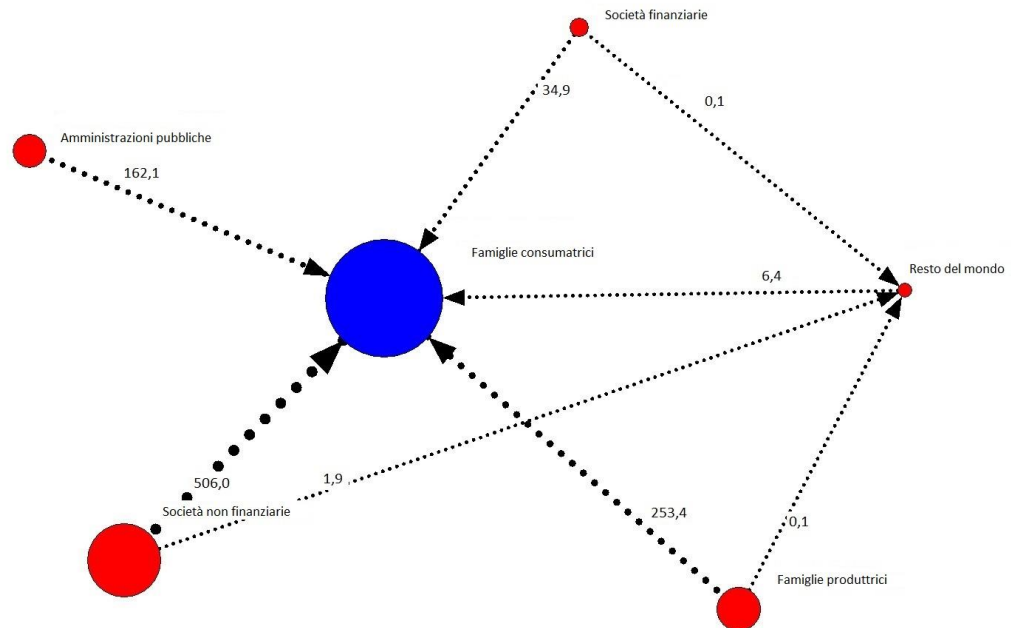 Società finanziarie
34,9
0,1
Amministrazioni pubbliche
162,1
Famiglie consumatrici
Resto del mondo
6,4
1,9
506,0
Società non finanziarie
253,4
0,1
Famiglie produttrici